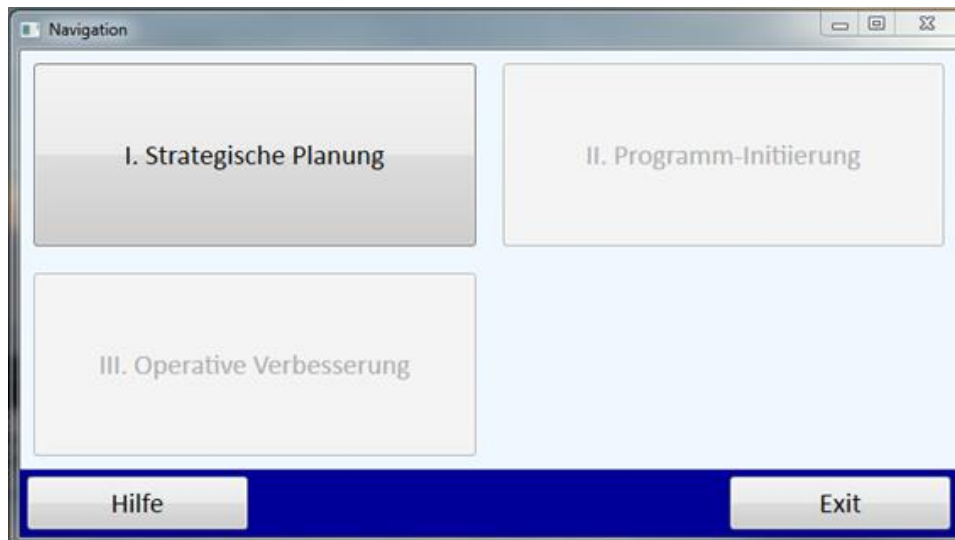 Navigation
I. Strategische Planung
II. Programm-Initiierung
III. Operative Verbesserung
Hilfe
Exit